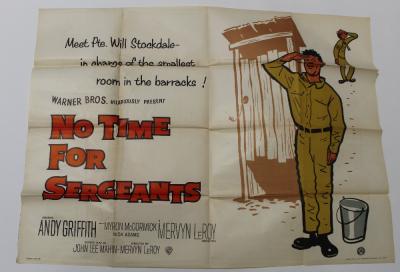 Meet Pte. Will Stockdale-
in charge of the smallest
room in the barracks !
WARNER BROS. HILARIOUSLY PRESENT
NO TIME
FOR
SERGEANTS
ANDY GRIFFITH
MYRON McCORMICK
NICK ADAMS
MERVYN LeROY
JOHN LEE MAHIN - MERVYN LeROY